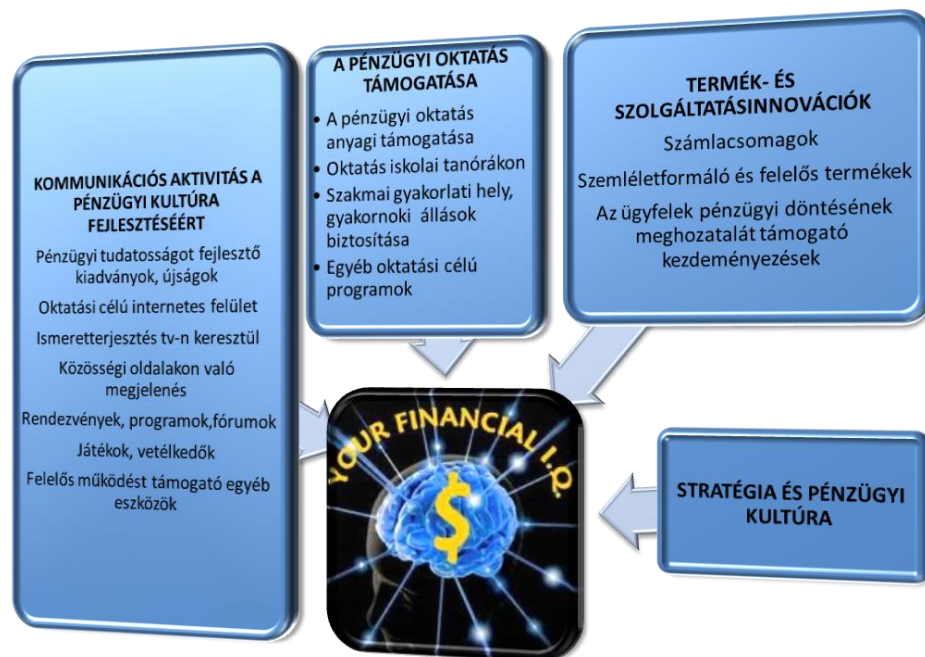 KOMMUNIKÁCIÓS AKTIVITÁS A
PÉNZÜGYI KULTÚRA
FEJLESZTÉSÉÉRT
Pénzügyi tudatosságot fejlesztő
kiadványok, újságok
Oktatási célú internetes felület
Ismeretterjesztés tv-n keresztül
Közösségi oldalakon való
megjelenés
Rendezvények, programok,fórumok
Játékok, vetélkedők
Felelős működést támogató egyéb
eszközök
A PÉNZÜGYI OKTATÁS
TÁMOGATÁSA
• A pénzügyi oktatás
anyagi támogatása
• Oktatás iskolai tanórákon
• Szakmai gyakorlati hely,
gyakornoki állások
biztosítása
• Egyéb oktatási célú
programok
TERMÉK- ÉS
SZOLGÁLTATÁSINNOVÁCIÓK
Számlacsomagok
Szemléletformáló és felelős termékek
Az ügyfelek pénzügyi döntésének
meghozatalát támogató
kezdeményezések
YOUR FINANCIAL I.Q.
$
STRATÉGIA ÉS PÉNZÜGYI
KULTÚRA